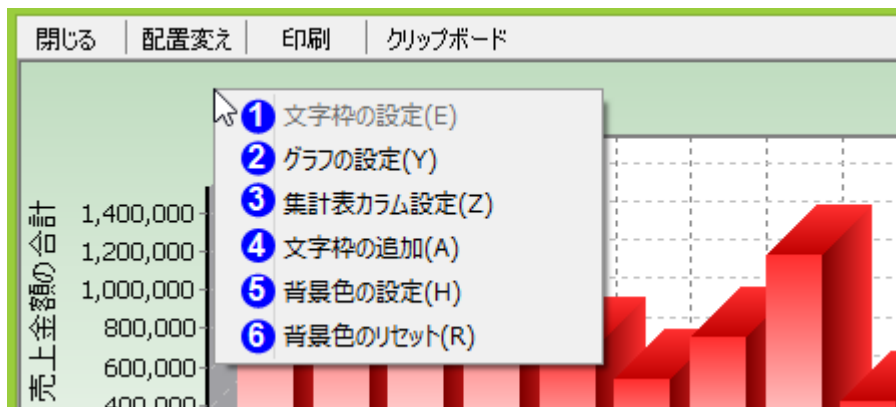 閉じる 配置変え 印刷 クリップボード
1 文字枠の設定(E)
2 グラフの設定(Y)
3 集計表カラム設定(Z)
4 文字枠の追加(A)
5 背景色の設定(H)
6 背景色のリセット(R)
売上金額の合計
1,400,000
1,200,000
1,000,000
800,000
600,000
400,000